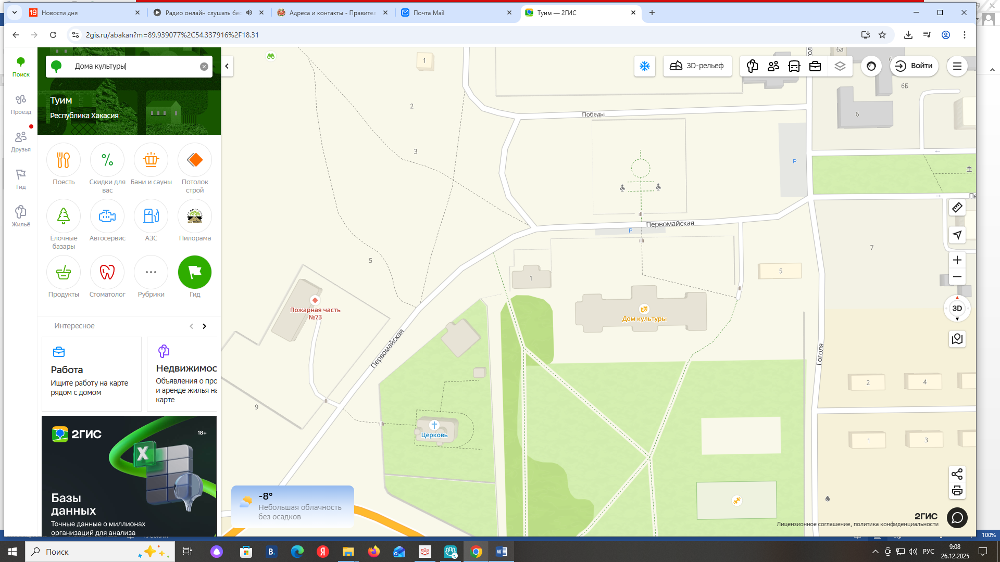 Новости дня
Радио онлайн слушать бес
Адреса и контакты - Правител
Почта Mail
Туим — 2ГИС
2gis.ru/abakan?m=89.939077%2C54.337916%2F18.31
Поиск
Проезд
Друзья
Гид
Жильё
Дома культуры
Туим
Республика Хакасия
Поесть
Скидки для
вас
Бани и сауны
Потолок
строй
Ёлочные
базары
Автосервис
АЗС
Пилорама
Продукты
Стоматолог
Рубрики
Гид
Интересное
Работа
Ищите работу на карте
рядом с домом
Недвижимос
Объявления о про
и аренде жилья на
карте
2ГИС
18+
Базы
данных
Точные данные о миллионах
организаций для анализа
3D-рельеф
Войти
1
2
3
5
9
Победы
6а
6Б
6
P
P
Первомайская
Первомайская
7
5
1
Пожарная часть
№73
Дом культуры
Церковь
Гоголя
2
4
1
3
3D
-8°
Небольшая облачность
без осадков
2ГИС
Лицензионное соглашение, политика конфиденциальности
100%
Поиск
РУС
9:08
26.12.2025